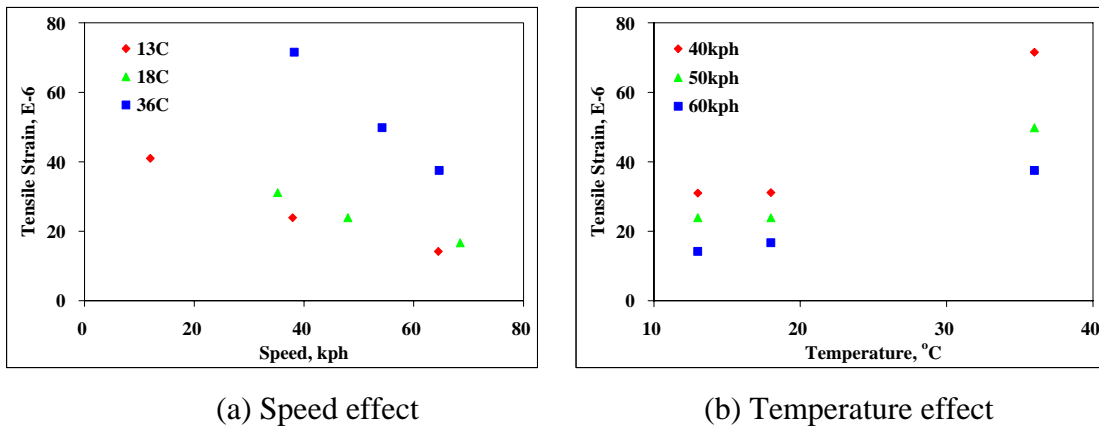 80
60
40
20
0
Tensile Strain, E-6
13C
18C
36C
0 20 40 60 80
Speed, kph
80
60
40
20
0
Tensile Strain, E-6
40kph
50kph
60kph
10 20 30 40
Temperature, °C
(a) Speed effect
(b) Temperature effect